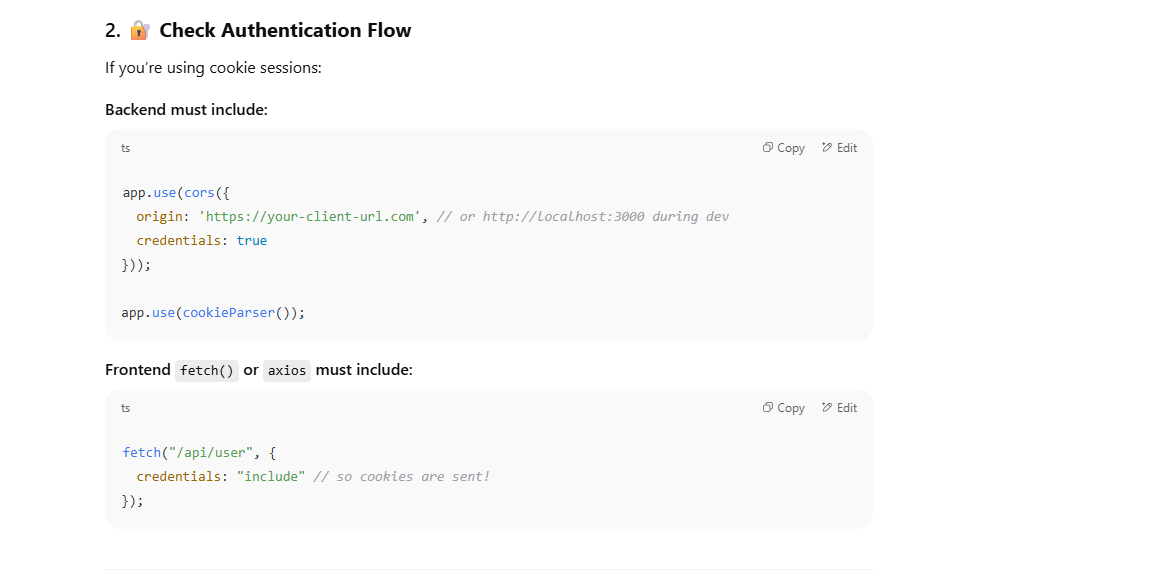 2. 🔐 Check Authentication Flow
If you're using cookie sessions:
Backend must include:
ts
Copy
Edit
app.use(cors({
  origin: 'https://your-client-url.com', // or http://localhost:3000 during dev
  credentials: true
}));
app.use(cookieParser());
Frontend fetch() or axios must include:
ts
Copy
Edit
fetch("/api/user", {
  credentials: "include" // so cookies are sent!
});